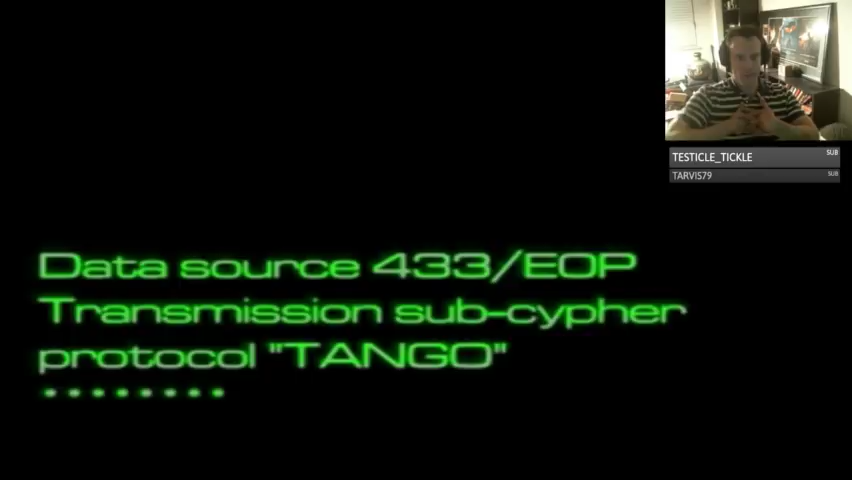 TESTICLE_TICKLE SUB
TARVIS79 SUB
Data source 433/EOP
Transmission sub-cypher
protocol "TANGO"
.........